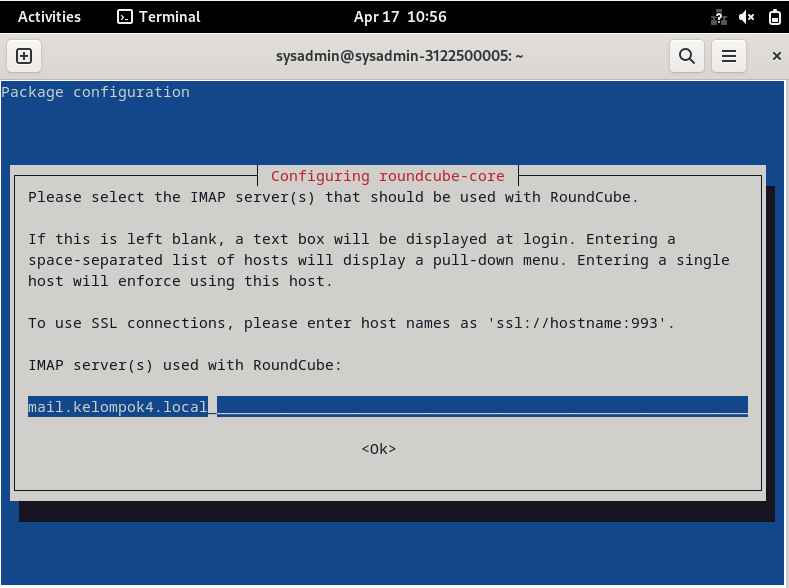 Activities
Terminal
Apr 17 10:56
sysadmin@sysadmin-3122500005: ~
Package configuration
Configuring roundcube-core
Please select the IMAP server(s) that should be used with RoundCube.
If this is left blank, a text box will be displayed at login. Entering a
space-separated list of hosts will display a pull-down menu. Entering a single
host will enforce using this host.
To use SSL connections, please enter host names as 'ssl://hostname:993'.
IMAP server(s) used with RoundCube:
mail.kelompok4.local
<Ok>